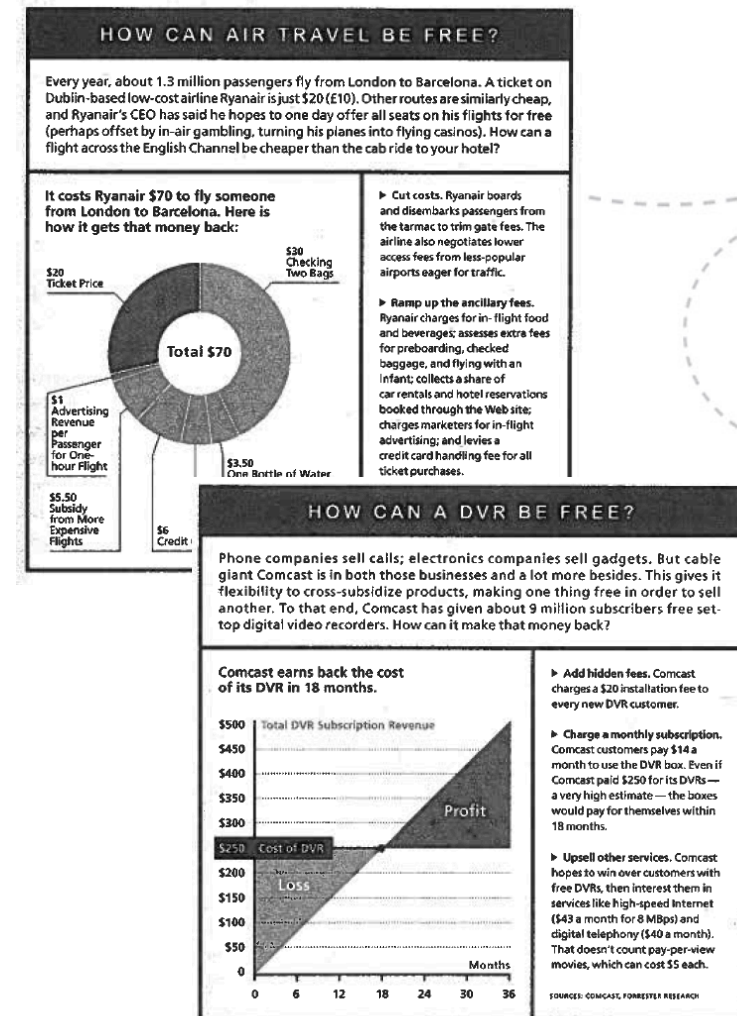 HOW CAN AIR TRAVEL BE FREE?
Every year, about 1.3 million passengers fly from London to Barcelona. A ticket on
Dublin-based low-cost airline Ryanair is just $20 (£10). Other routes are similarly cheap,
and Ryanair's CEO has said he hopes to one day offer all seats on his flights for free
(perhaps offset by in-air gambling, turning his planes into flying casinos). How can a
flight across the English Channel be cheaper than the cab ride to your hotel?
It costs Ryanair $70 to fly someone
from London to Barcelona. Here is
how it gets that money back:
$30
Checking
Two Bags
$20
Ticket Price
Total $70
$1
Advertising
Revenue
per
Passenger
for One-
hour Flight
$5.50
Subsidy
from More
Expensive
Flights
$6
Credit
$3.50
One Bottle of Water
▶ Cut costs. Ryanair boards
and disembarks passengers from
the tarmac to trim gate fees. The
airline also negotiates lower
access fees from less-popular
airports eager for traffic.
▶ Ramp up the ancillary fees.
Ryanair charges for in-flight food
and beverages; assesses extra fees
for preboarding, checked
baggage, and flying with an
infant; collects a share of
car rentals and hotel reservations
booked through the Web site;
charges marketers for in-flight
advertising; and levies a
credit card handling fee for all
ticket purchases.
HOW CAN A DVR BE FREE?
Phone companies sell calls; electronics companies sell gadgets. But cable
giant Comcast is in both those businesses and a lot more besides. This gives it
flexibility to cross-subsidize products, making one thing free in order to sell
another. To that end, Comcast has given about 9 million subscribers free set-
top digital video recorders. How can it make that money back?
Comcast earns back the cost
of its DVR in 18 months.
$500 Total DVR Subscription Revenue
$450
$400
$350
Profit
$300
$250 Cost of DVR
$200
Loss
$150
$100
$50
Months
0
0 6 12 18 24 30 36
▶ Add hidden fees. Comcast
charges a $20 installation fee to
every new DVR customer.
▶ Charge a monthly subscription.
Comcast customers pay $14 a
month to use the DVR box. Even if
Comcast paid $250 for its DVRs —
a very high estimate — the boxes
would pay for themselves within
18 months.
▶ Upsell other services. Comcast
hopes to win over customers with
free DVRs, then interest them in
services like high-speed Internet
($43 a month for 8 MBps) and
digital telephony ($40 a month).
That doesn't count pay-per-view
movies, which can cost $5 each.
SOURCES: COMCAST, FORRESTER RESEARCH